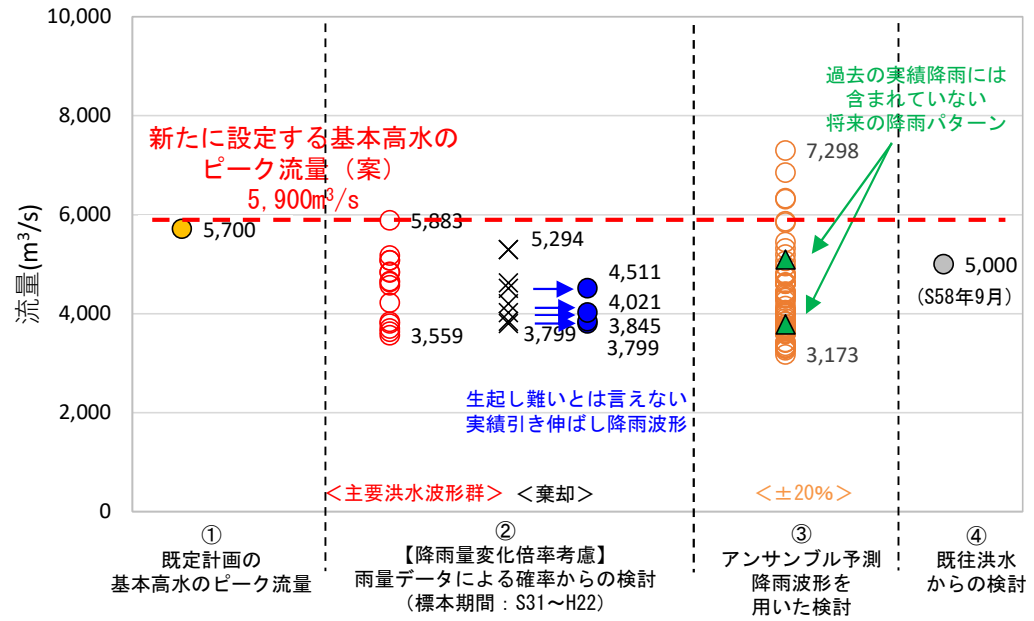 10,000
8,000
6,000
4,000
2,000
0
流量(m³/s)
新たに設定する基本高水の
ピーク流量（案）
5,900m³/s
5,700
5,883
3,559
5,294
3,799
4,511
4,021
3,845
3,799
生起し難いとは言えない
実績引き伸ばし降雨波形
過去の実績降雨には
含まれていない
将来の降雨パターン
7,298
3,173
5,000
（S58年9月）
＜主要洪水波形群＞
＜棄却＞
＜±20%＞
①
既定計画の
基本高水のピーク流量
②
【降雨量変化倍率考慮】
雨量データによる確率からの検討
（標本期間：S31～H22）
③
アンサンブル予測
降雨波形を
用いた検討
④
既往洪水
からの検討